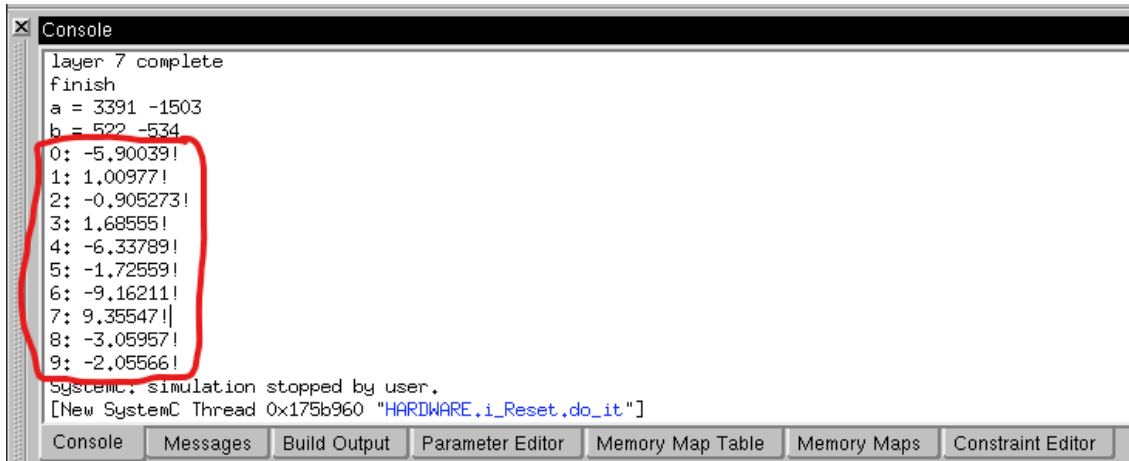 Console
layer 7 complete
finish
a = 3391 -1503
b = 522 -534
0: -5.90039!
1: 1.00977!
2: -0.905273!
3: 1.68555!
4: -6.33789!
5: -1.72559!
6: -9.16211!
7: 9.35547!
8: -3.05957!
9: -2.05566!
SystemC: simulation stopped by user.
[New SystemC Thread 0x175b960 "HARDWARE.i_Reset.do_it"]
Console Messages Build Output Parameter Editor Memory Map Table Memory Maps Constraint Editor